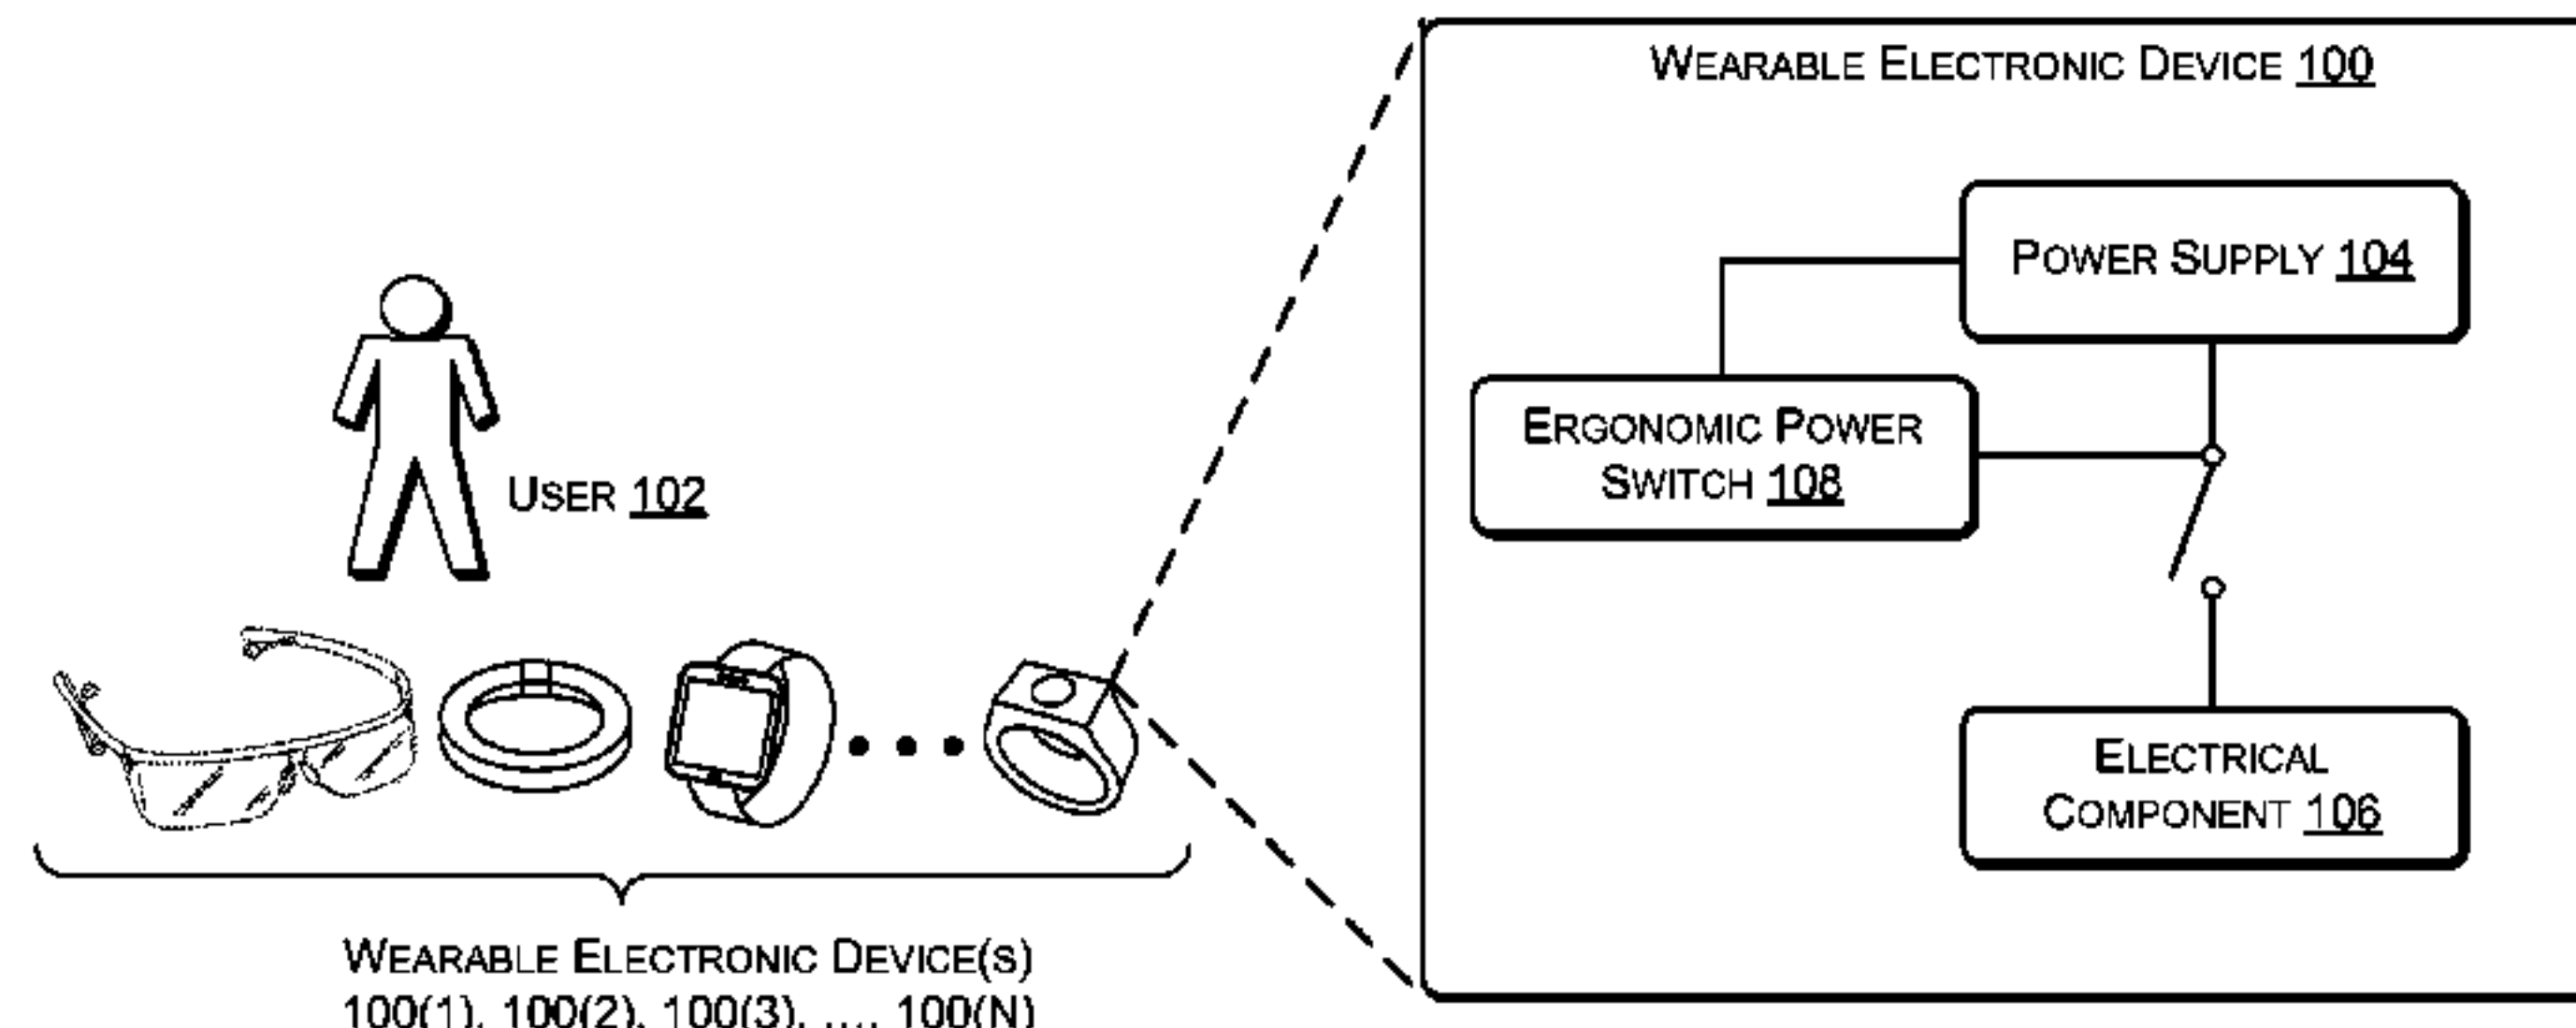 WEARABLE ELECTRONIC DEVICE 100
POWER SUPPLY 104
ERGONOMIC POWER
SWITCH 108
USER 102
ELECTRICAL
COMPONENT 106
WEARABLE ELECTRONIC DEVICE(S)
100(1), 100(2), 100(3), ..., 100(N)